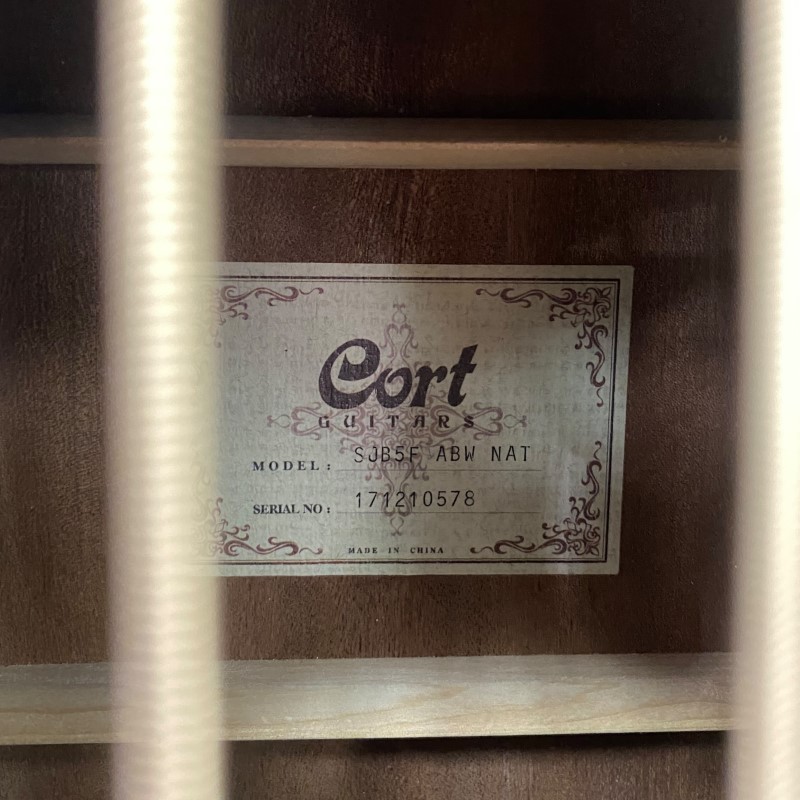 Cort
GUITARS
MODEL: SJB5F ABW NAT
SERIAL NO: 171210578
MADE IN CHINA